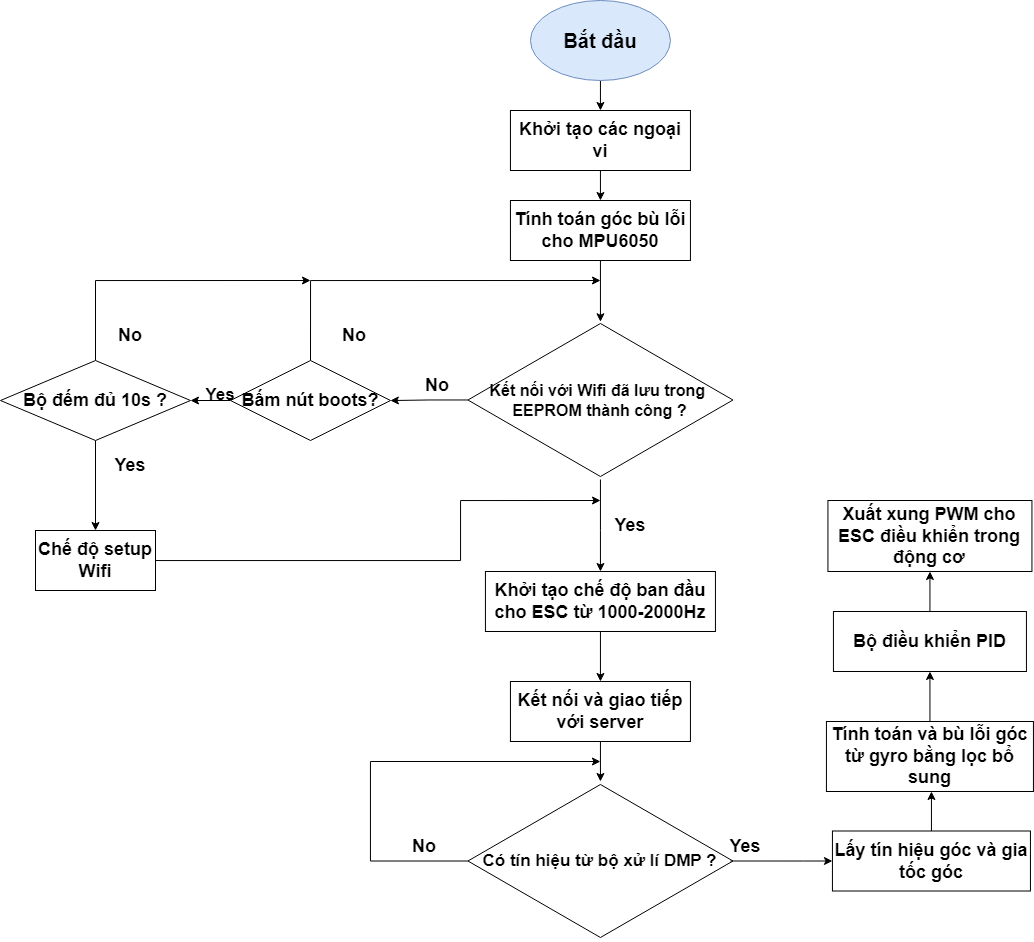 Bắt đầu
Khởi tạo các ngoại
vi
Tính toán góc bù lỗi
cho MPU6050
No
No
No
Kết nối với Wifi đã lưu trong
EEPROM thành công ?
Yes
Bấm nút boots?
Bộ đếm đủ 10s ?
Yes
Yes
Chế độ setup
Wifi
Khởi tạo chế độ ban đầu
cho ESC từ 1000-2000Hz
Kết nối và giao tiếp
với server
No
Có tín hiệu từ bộ xử lí DMP ?
Yes
Lấy tín hiệu góc và gia
tốc góc
Tính toán và bù lỗi góc
từ gyro bằng lọc bổ
sung
Bộ điều khiển PID
Xuất xung PWM cho
ESC điều khiển trong
động cơ